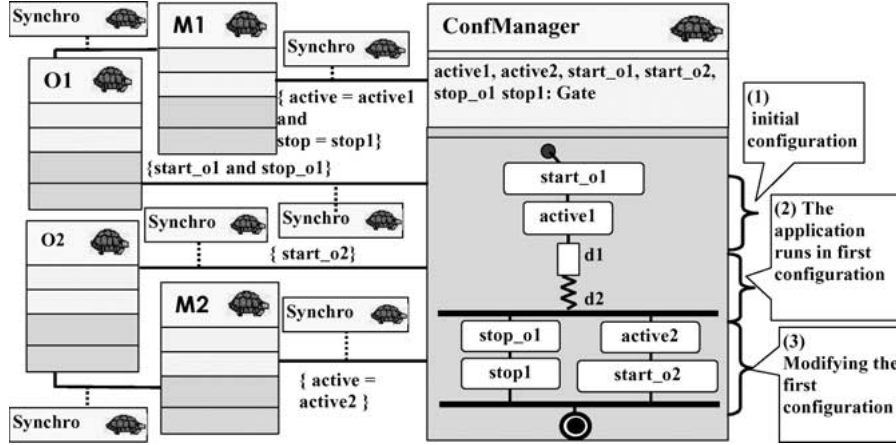 Synchro
M1
O1
Synchro
{ active = active1
and
stop = stop1}
{start_o1 and stop_o1}
Synchro
Synchro
O2
{ start_o2}
M2
Synchro
{ active =
active2 }
Synchro
ConfManager
active1, active2, start_o1, start_o2,
stop_o1 stop1: Gate
start_o1
active1
d1
d2
stop_o1
active2
stop1
start_o2
(1)
initial
configuration
(2) The
application
runs in first
configuration
(3)
Modifying the
first
configuration